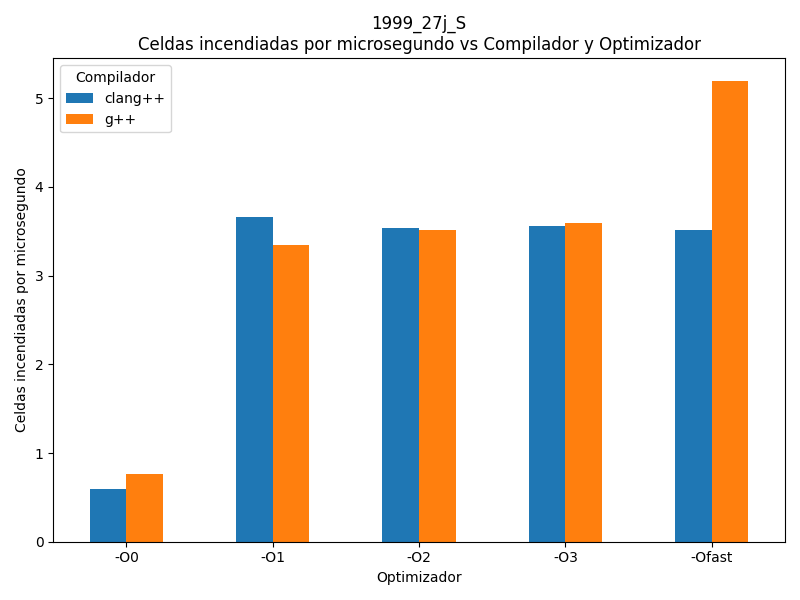 1999_27j_S
Celdas incendiadas por microsegundo vs Compilador y Optimizador
Compilador
clang++
g++
Celdas incendiadas por microsegundo
5
4
3
2
1
0
-O0
-O1
-O2
-O3
-Ofast
Optimizador